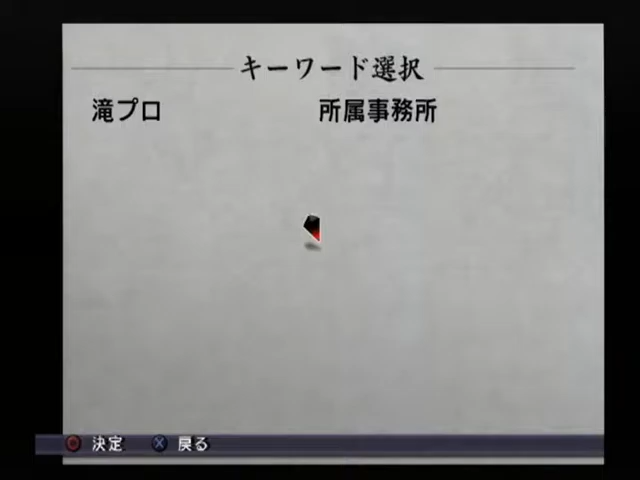 キーワード選択
滝プロ 所属事務所
決定 戻る